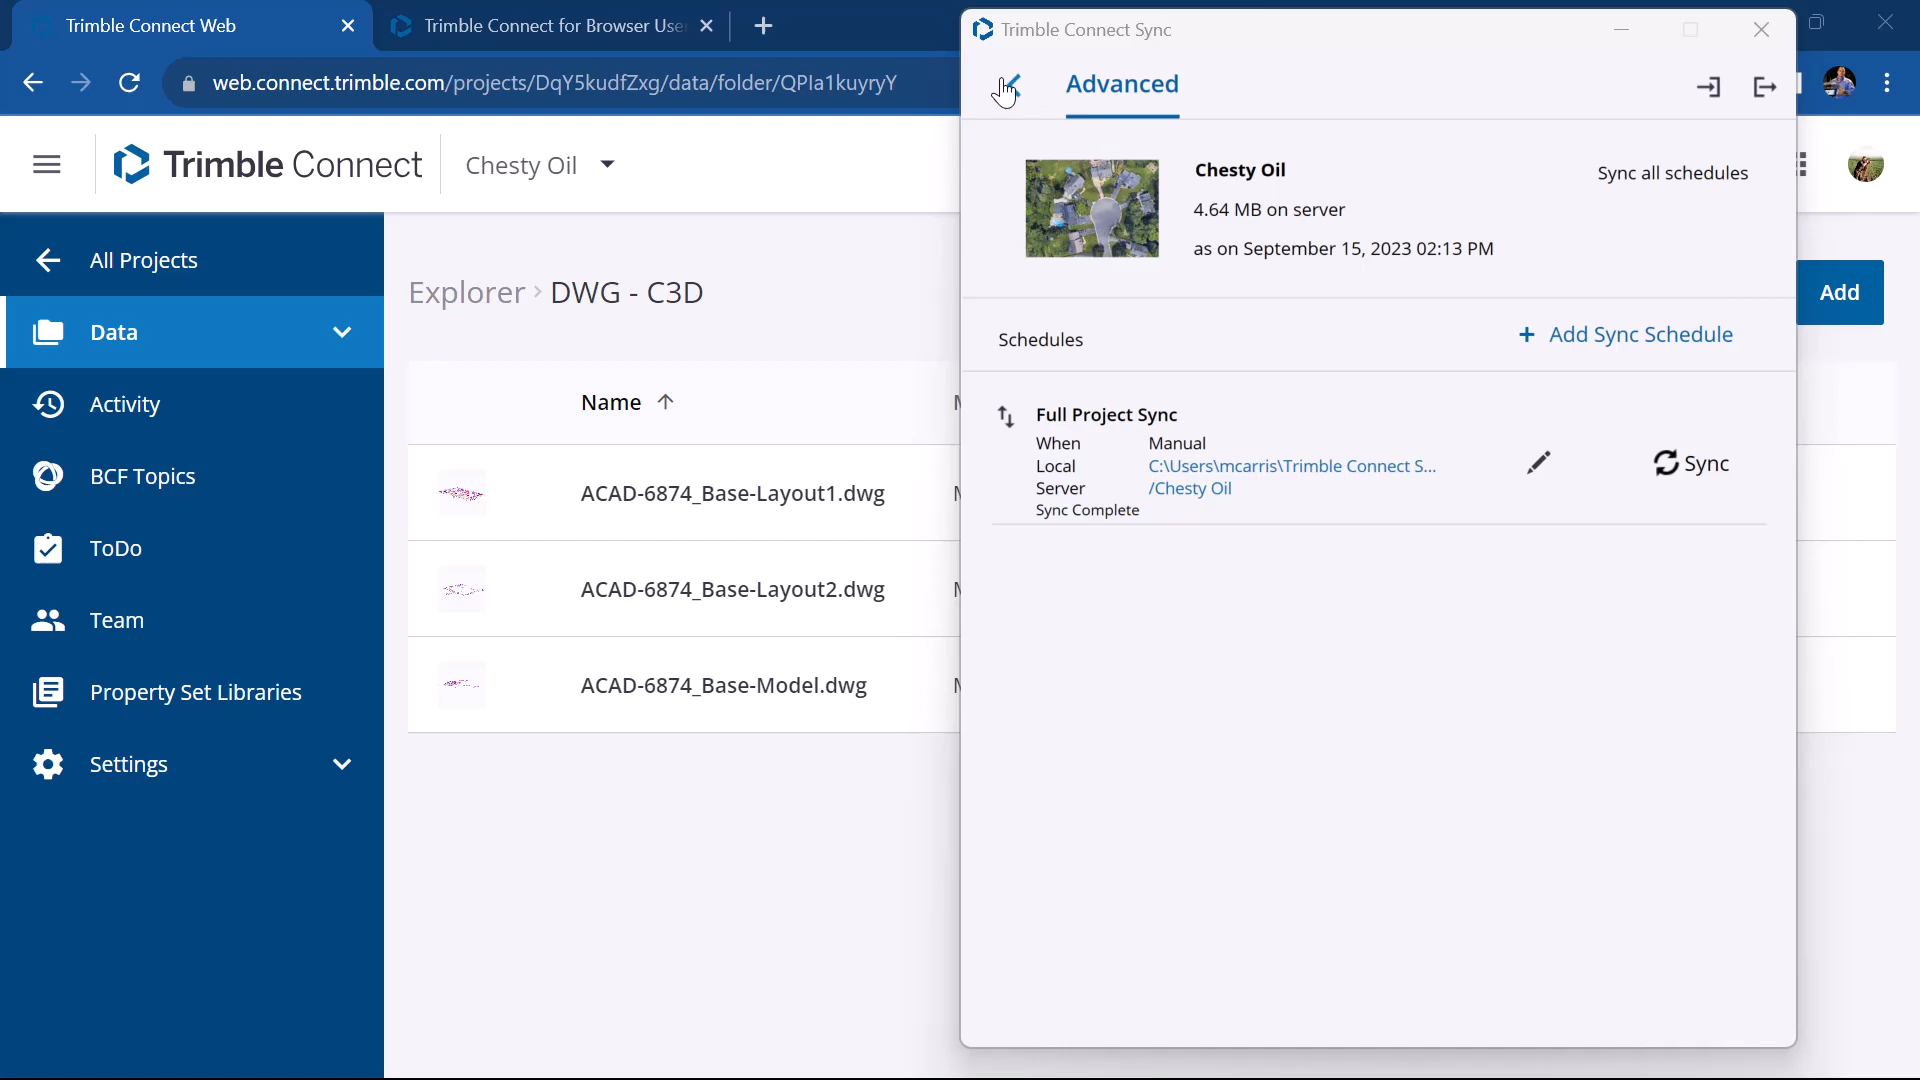 Trimble Connect Web
Trimble Connect for Browser Use
Trimble Connect Sync
web.connect.trimble.com/projects/DqY5kudfZxg/data/folder/QPIa1kuyryY
Advanced
Trimble Connect
Chesty Oil
Chesty Oil
Sync all schedules
4.64 MB on server
as on September 15, 2023 02:13 PM
All Projects
Data
Activity
BCF Topics
ToDo
Team
Property Set Libraries
Settings
Explorer > DWG - C3D
Add
Schedules
+ Add Sync Schedule
Name
ACAD-6874_Base-Layout1.dwg
ACAD-6874_Base-Layout2.dwg
ACAD-6874_Base-Model.dwg
Full Project Sync
When Manual
Local C:\Users\mcarris\Trimble Connect S...
Server /Chesty Oil
Sync Complete
Sync